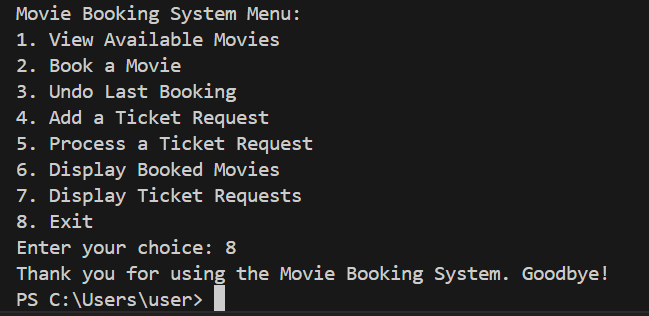 Movie Booking System Menu:
1. View Available Movies
2. Book a Movie
3. Undo Last Booking
4. Add a Ticket Request
5. Process a Ticket Request
6. Display Booked Movies
7. Display Ticket Requests
8. Exit
Enter your choice: 8
Thank you for using the Movie Booking System. Goodbye!
PS C:\Users\user>